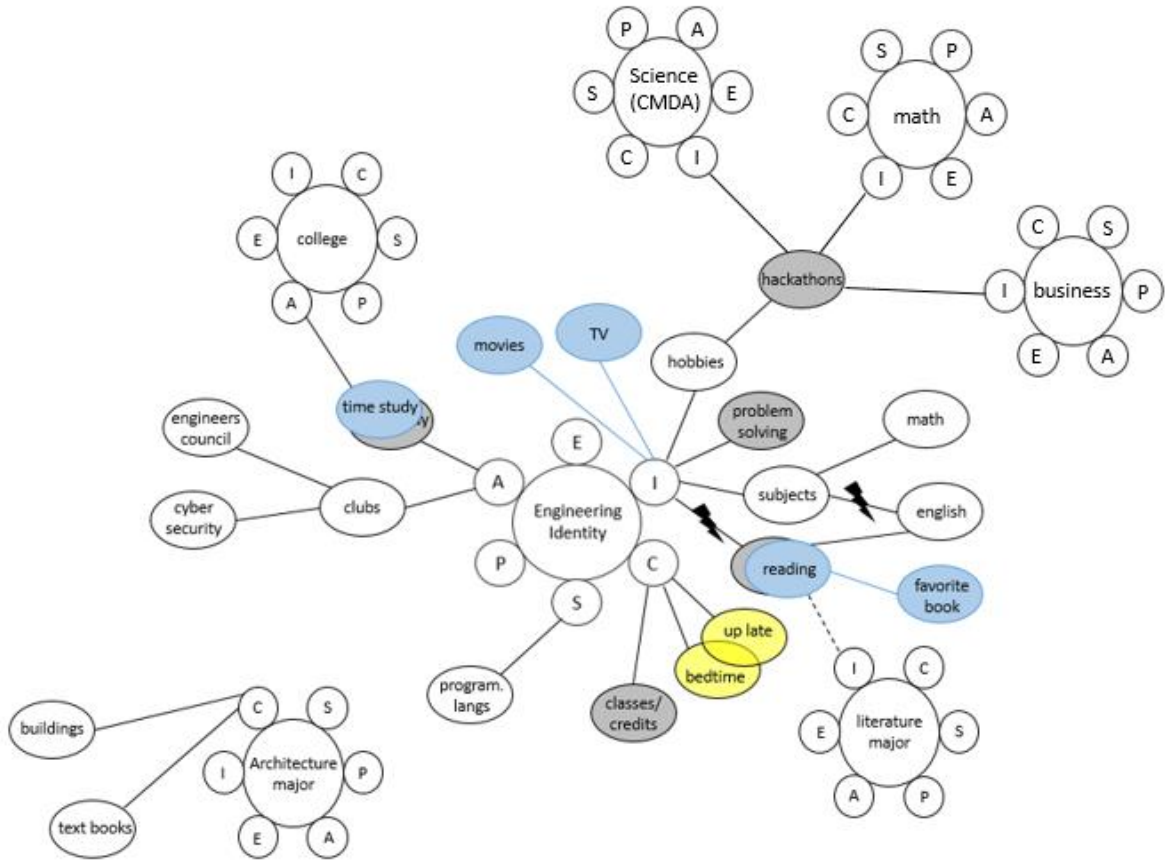 P
A
S
Science
(CMDA)
E
C
I
S
P
C
math
A
I
E
I
C
E
college
S
A
P
C
S
I
business
P
E
A
hackathons
hobbies
movies
TV
time study
y
engineers
council
cyber
security
clubs
problem
solving
math
subjects
english
reading
favorite
book
E
A
I
Engineering
Identity
P
C
S
up late
bedtime
classes/
credits
program.
langs
buildings
text books
C
S
I
Architecture
major
P
E
A
I
C
E
literature
major
S
A
P